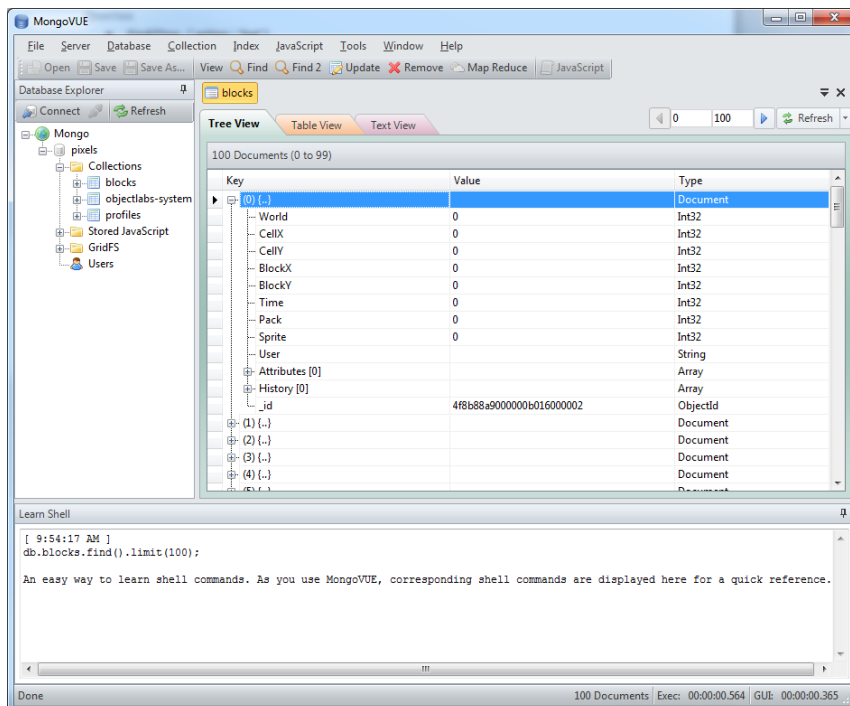 MongoVUE
File Server Database Collection Index JavaScript Tools Window Help
Open Save Save As... View Find Find 2 Update Remove Map Reduce JavaScript
Database Explorer
Connect Refresh
Mongo
pixels
Collections
blocks
objectlabs-system
profiles
Stored JavaScript
GridFS
Users
blocks
Tree View Table View Text View
0 100 Refresh
100 Documents (0 to 99)
Key Value Type
(0) {..} Document
World 0 Int32
CellX 0 Int32
CellY 0 Int32
BlockX 0 Int32
BlockY 0 Int32
Time 0 Int32
Pack 0 Int32
Sprite 0 Int32
User String
Attributes [0] Array
History [0] Array
_id 4f8b88a9000000b016000002 ObjectId
(1) {..} Document
(2) {..} Document
(3) {..} Document
(4) {..} Document
Learn Shell
[ 9:54:17 AM ]
db.blocks.find().limit(100);
An easy way to learn shell commands. As you use MongoVUE, corresponding shell commands are displayed here for a quick reference.
Done 100 Documents Exec: 00:00:00.564 GUI: 00:00:00.365